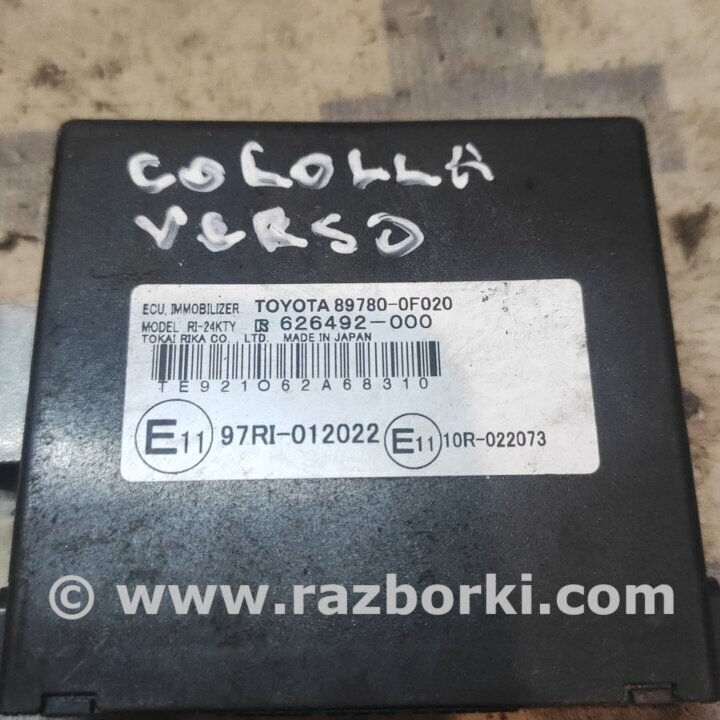 COROLLA
VERSO
ECU, IMMOBILIZER TOYOTA 89780-0F020
MODEL RI-24KTY 626492-000
TOKAI RIKA CO., LTD. MADE IN JAPAN
TE921062A68310
E11 97RI-012022 E11 10R-022073
© www.razborki.com